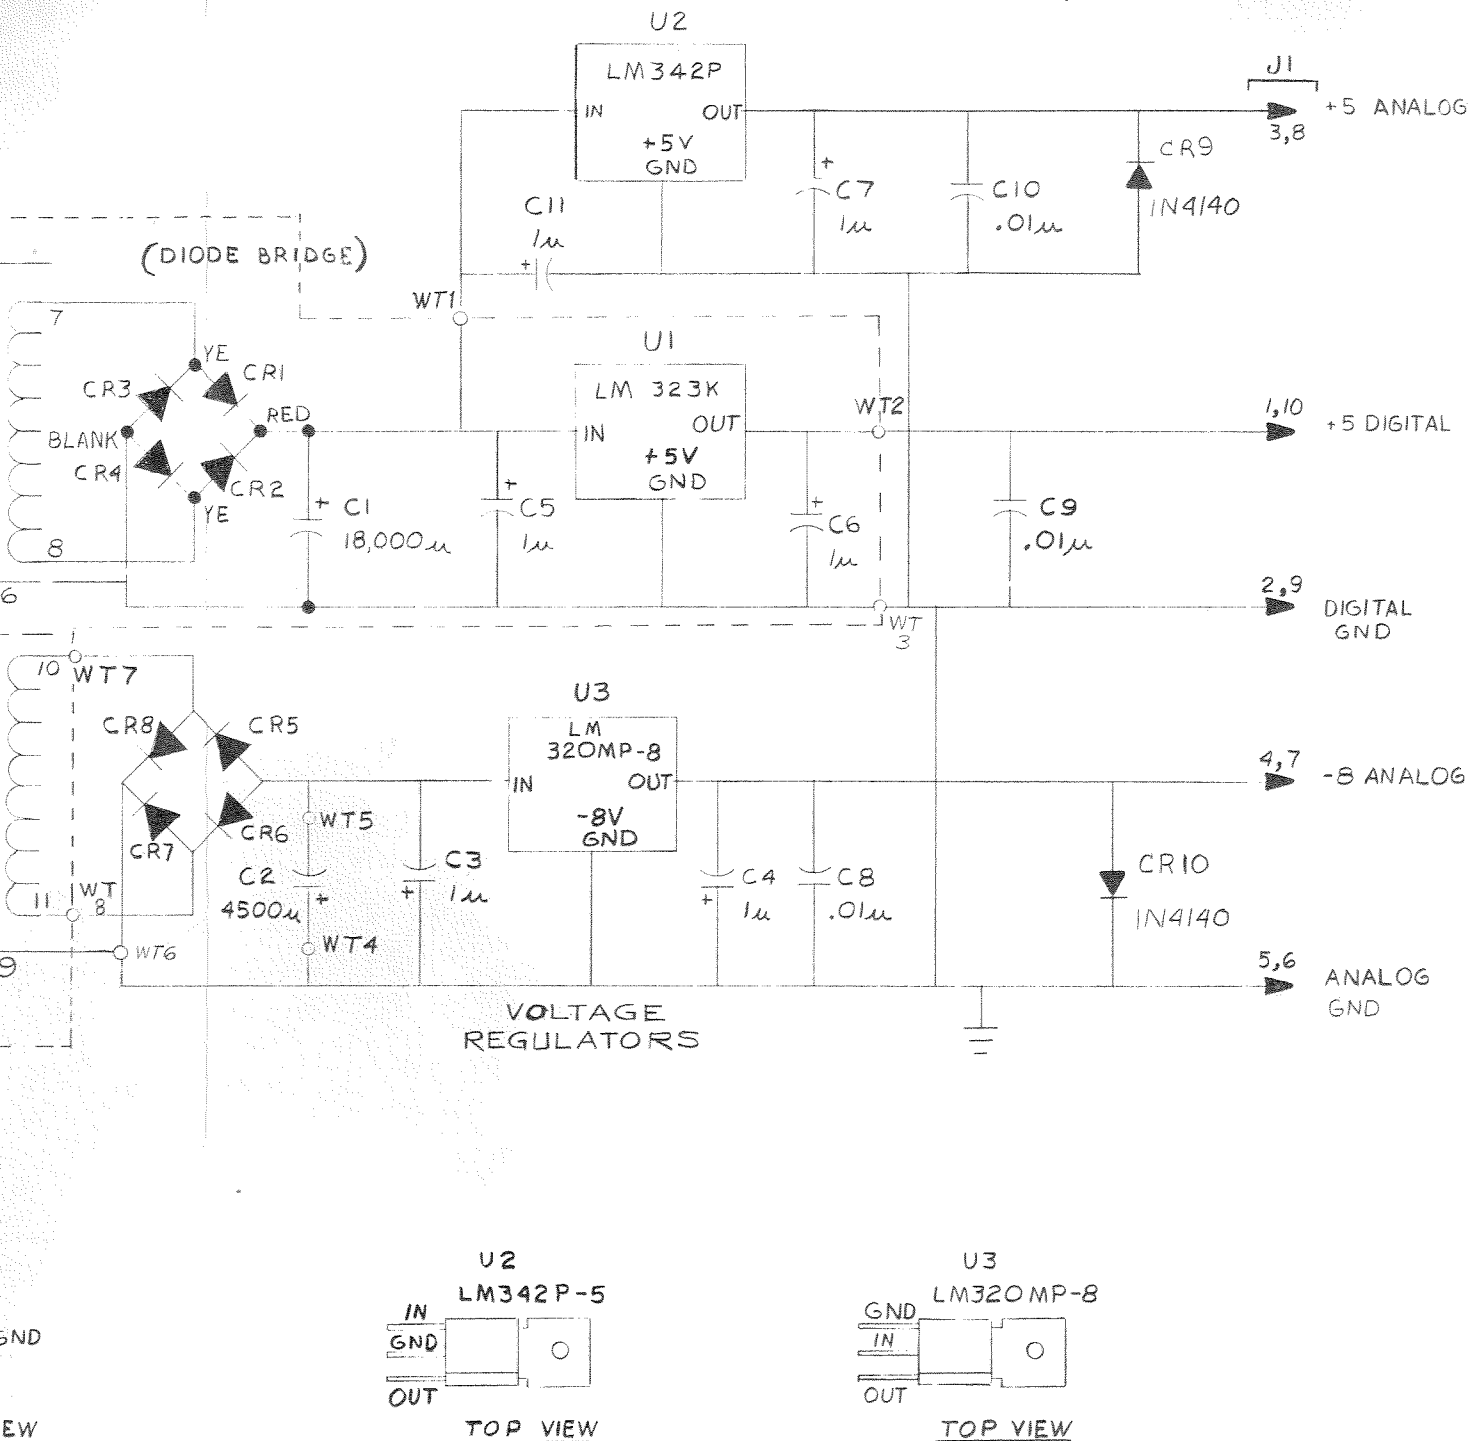 U2
LM342P
IN
OUT
+5V
GND
J1
+5 ANALOG
3,8
CR9
1N4140
+
C7
1µ
C10
.01µ
C11
1µ
+
(DIODE BRIDGE)
WT1
7
YE
CR3
CR1
RED
BLANK
CR4
CR2
YE
8
6
+
C1
18,000µ
+
C5
1µ
U1
LM 323K
IN
OUT
+5V
GND
WT2
+
C6
1µ
C9
.01µ
1,10
+5 DIGITAL
2,9
DIGITAL
GND
WT
3
10
WT7
CR8
CR5
CR7
CR6
11
WT
8
WT6
9
WT5
C2
4500µ
+
WT4
C3
+
1µ
U3
LM
320MP-8
IN
OUT
-8V
GND
C4
+
1µ
C8
.01µ
4,7
-8 ANALOG
CR10
1N4140
5,6
ANALOG
GND
VOLTAGE
REGULATORS
U2
LM342P-5
IN
GND
OUT
TOP VIEW
U3
LM320MP-8
GND
IN
OUT
TOP VIEW
GND
EW